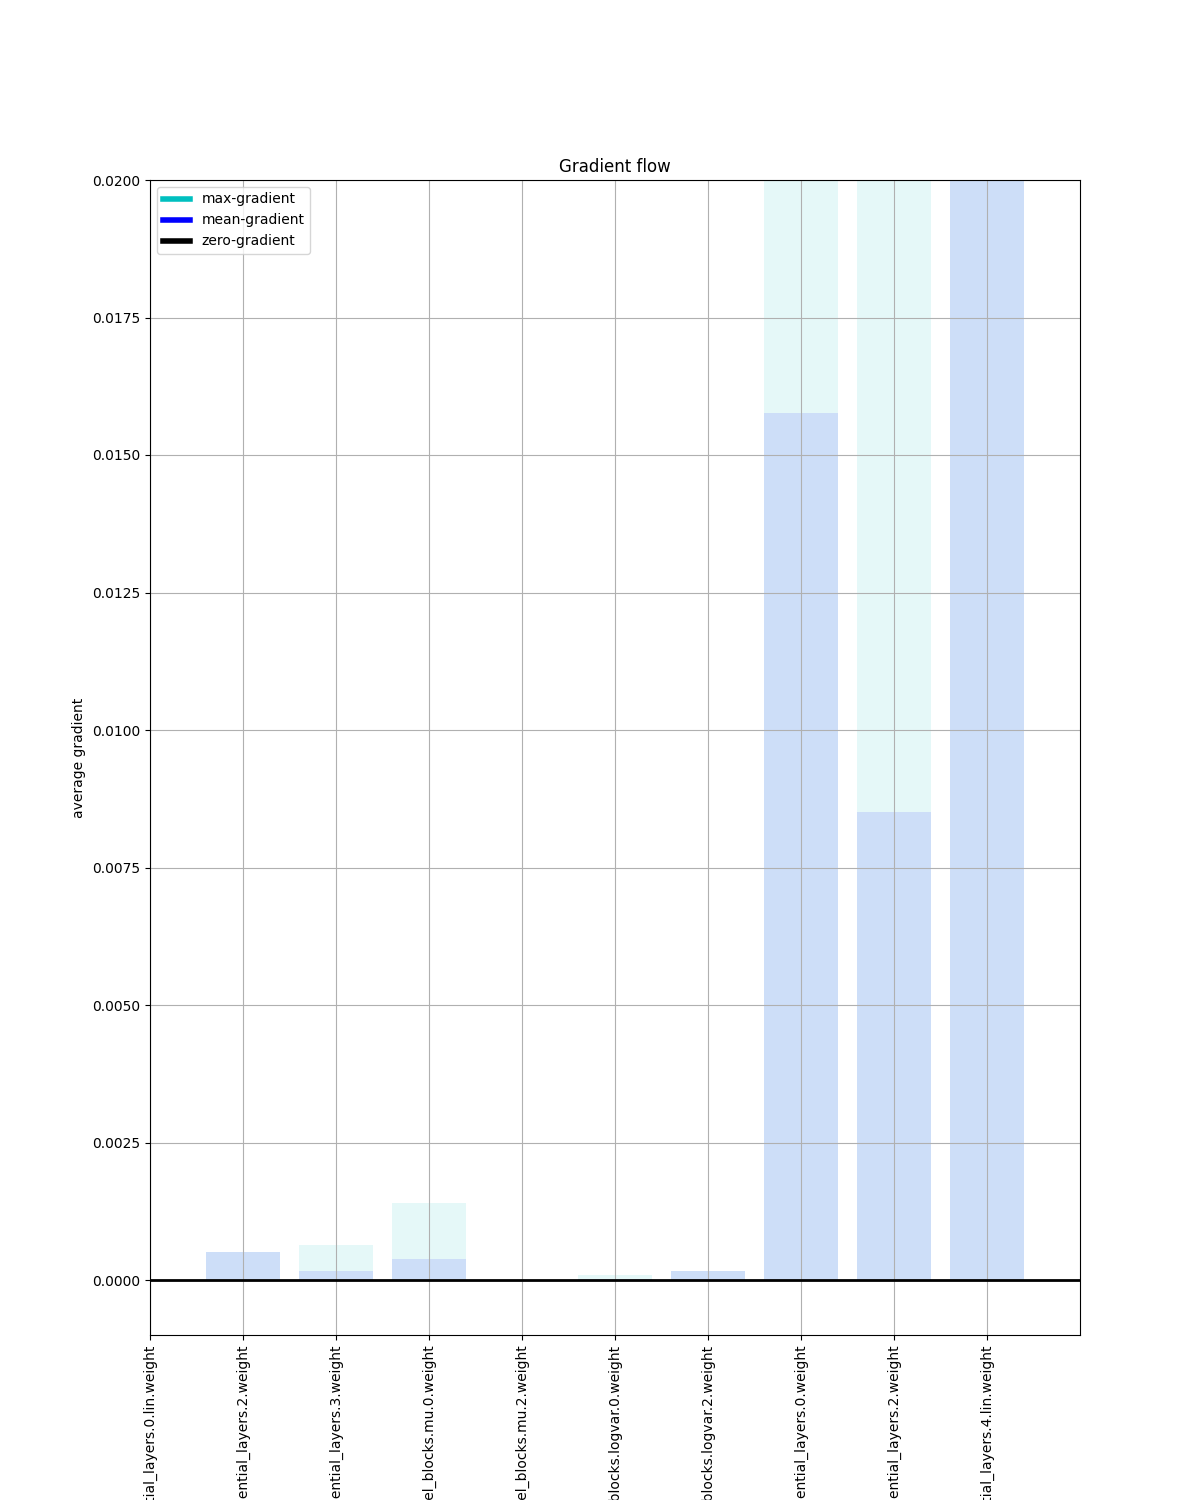 Gradient flow
max-gradient
mean-gradient
zero-gradient
average gradient
0.0200
0.0175
0.0150
0.0125
0.0100
0.0075
0.0050
0.0025
0.0000
tial_layers.0.lin.weight
ential_layers.2.weight
ential_layers.3.weight
el_blocks.mu.0.weight
el_blocks.mu.2.weight
blocks.logvar.0.weight
blocks.logvar.2.weight
ential_layers.0.weight
ential_layers.2.weight
tial_layers.4.lin.weight